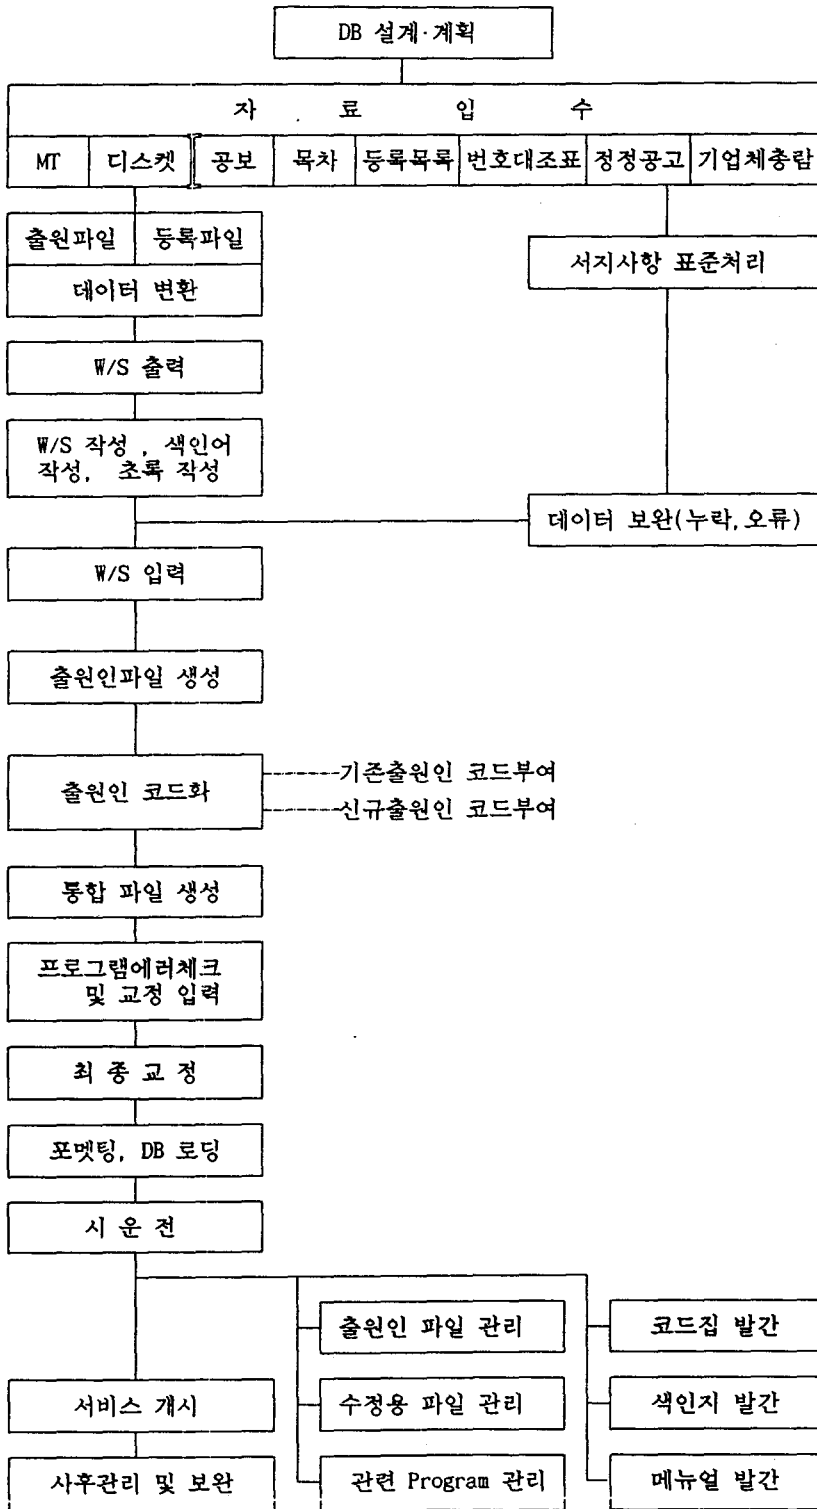 DB 설계·계획
자 료 입 수
MT 디스켓 공보 목차 등록목록 번호대조표 정정공고 기업체총람
출원파일 등록파일
서지사항 표준처리
데이터 변환
W/S 출력
W/S 작성 , 색인어
작성, 초록 작성
데이터 보완(누락,오류)
W/S 입력
출원인파일 생성
출원인 코드화
기존출원인 코드부여
신규출원인 코드부여
통합 파일 생성
프로그램에러체크
및 교정 입력
최 종 교 정
포멧팅, DB 로딩
시 운 전
출원인 파일 관리 코드집 발간
서비스 개시 수정용 파일 관리 색인지 발간
사후관리 및 보완 관련 Program 관리 메뉴얼 발간